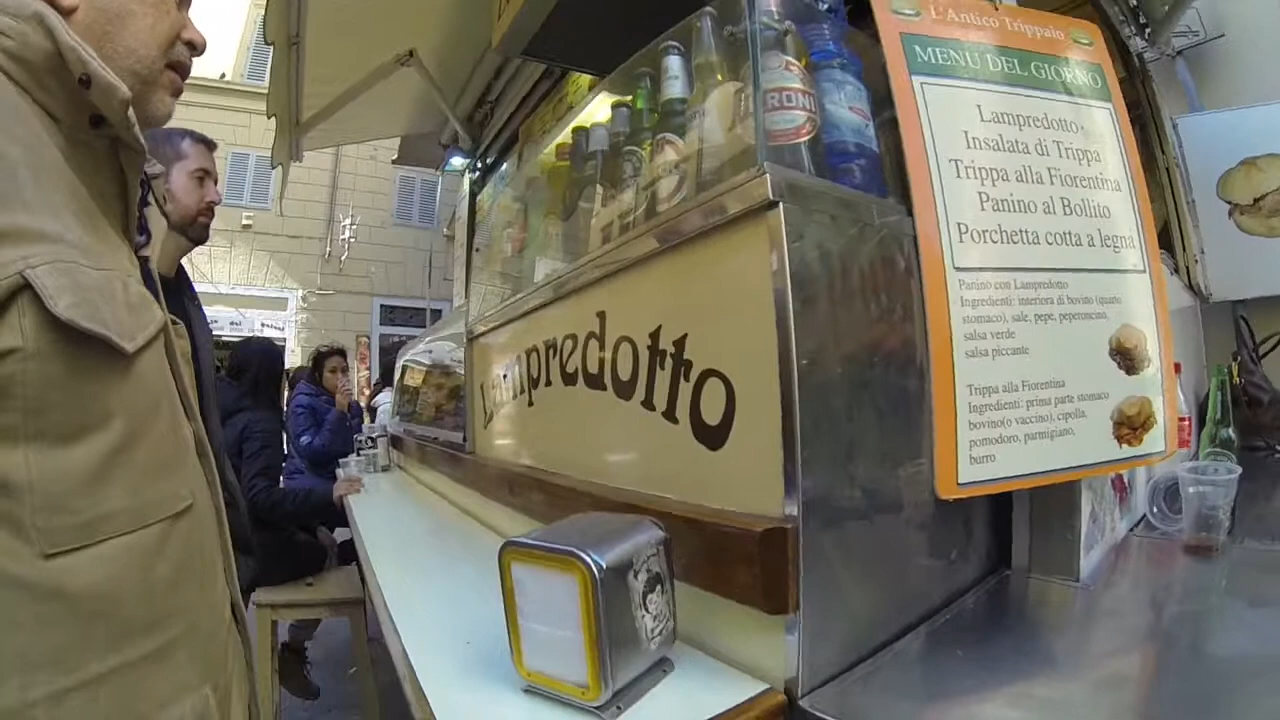 L'Antico Trippaio
MENU DEL GIORNO
Lampredotto
Insalata di Trippa
Trippa alla Fiorentina
Panino al Bollito
Porchetta cotta a legna
Panino con Lampredotto
Ingredienti: interiora di bovino (quarto
stomaco), sale, pepe, peperoncino,
salsa verde
salsa piccante
Trippa alla Fiorentina
Ingredienti: prima parte stomaco
bovino(o vaccino), cipolla,
pomodoro, parmigiano,
burro
Lampredotto
RONI